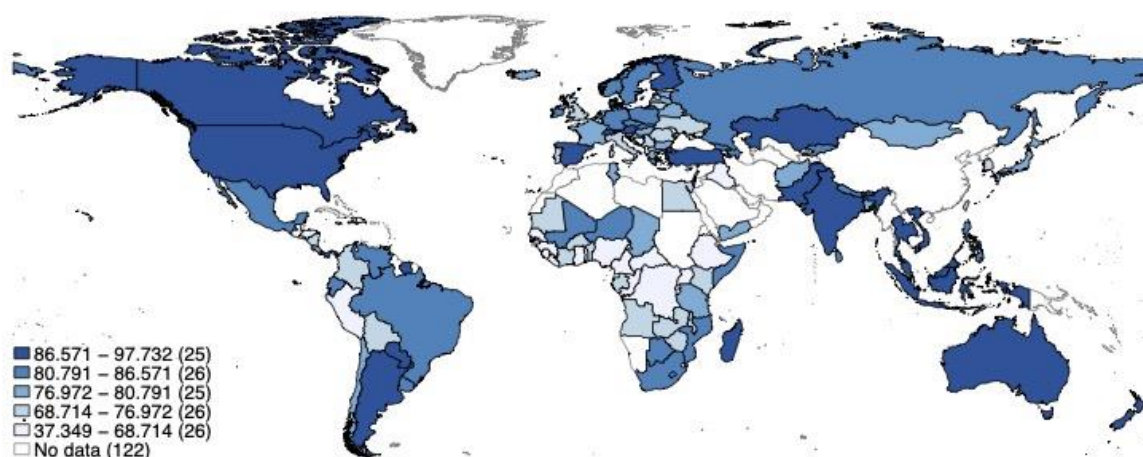 86.571 – 97.732 (25)
80.791 – 86.571 (26)
76.972 – 80.791 (25)
68.714 – 76.972 (26)
37.349 – 68.714 (26)
No data (122)